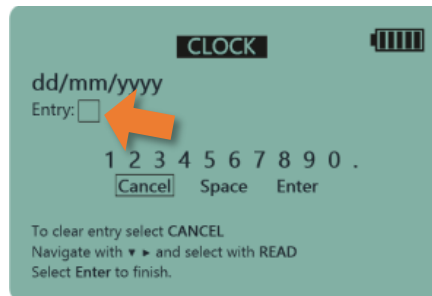 CLOCK
dd/mm/yyyy
Entry:
1 2 3 4 5 6 7 8 9 0 .
Cancel Space Enter
To clear entry select CANCEL
Navigate with ▼ ► and select with READ
Select Enter to finish.